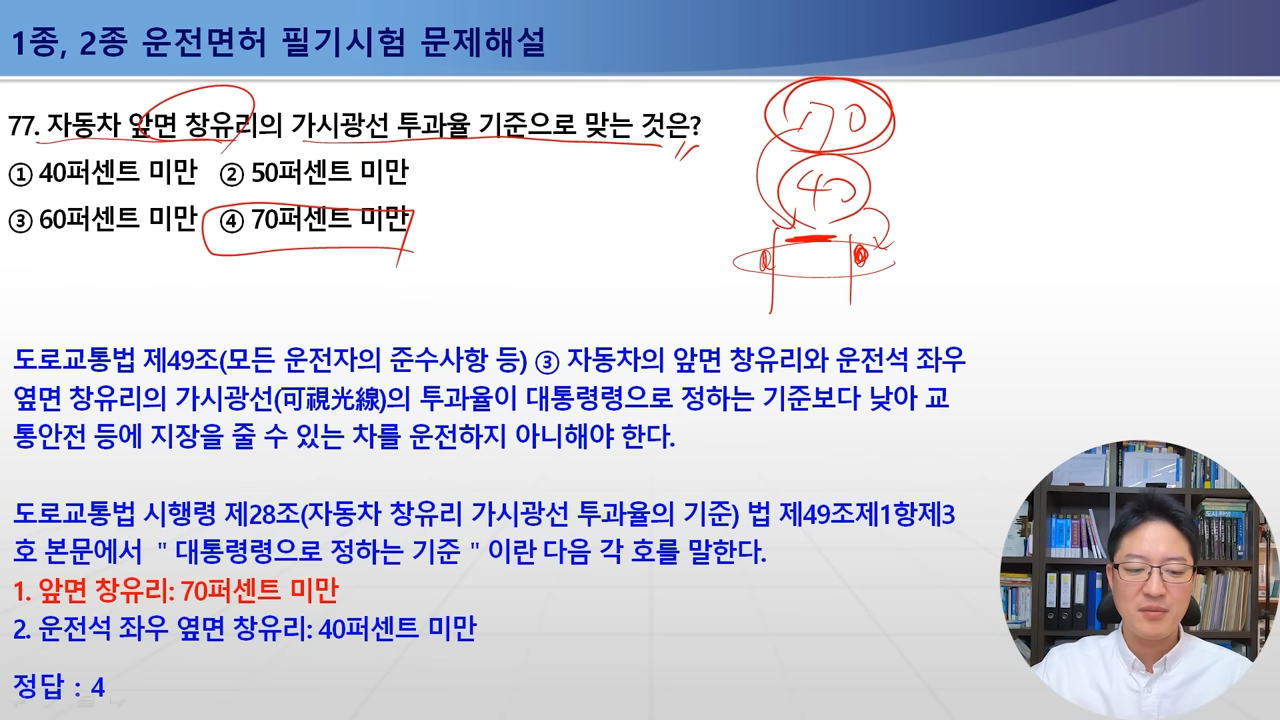 1종, 2종 운전면허 필기시험 문제해설
77. 자동차 앞면 창유리의 가시광선 투과율 기준으로 맞는 것은?
① 40퍼센트 미만 ② 50퍼센트 미만
③ 60퍼센트 미만 ④ 70퍼센트 미만
70
40
도로교통법 제49조(모든 운전자의 준수사항 등) ③ 자동차의 앞면 창유리와 운전석 좌우
옆면 창유리의 가시광선(可視光線)의 투과율이 대통령령으로 정하는 기준보다 낮아 교
통안전 등에 지장을 줄 수 있는 차를 운전하지 아니해야 한다.
도로교통법 시행령 제28조(자동차 창유리 가시광선 투과율의 기준) 법 제49조제1항제3
호 본문에서 " 대통령령으로 정하는 기준 " 이란 다음 각 호를 말한다.
1. 앞면 창유리: 70퍼센트 미만
2. 운전석 좌우 옆면 창유리: 40퍼센트 미만
정답 : 4